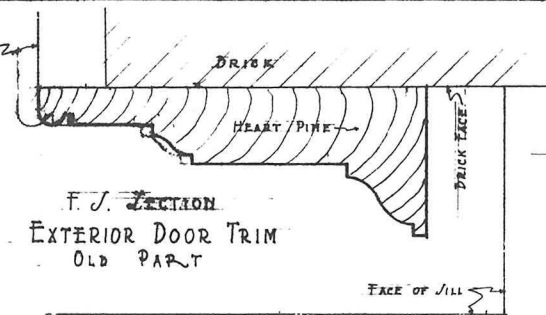 BRICK
HEART PINE
BRICK FACE
F. S. SECTION
EXTERIOR DOOR TRIM
OLD PART
FACE OF SILL